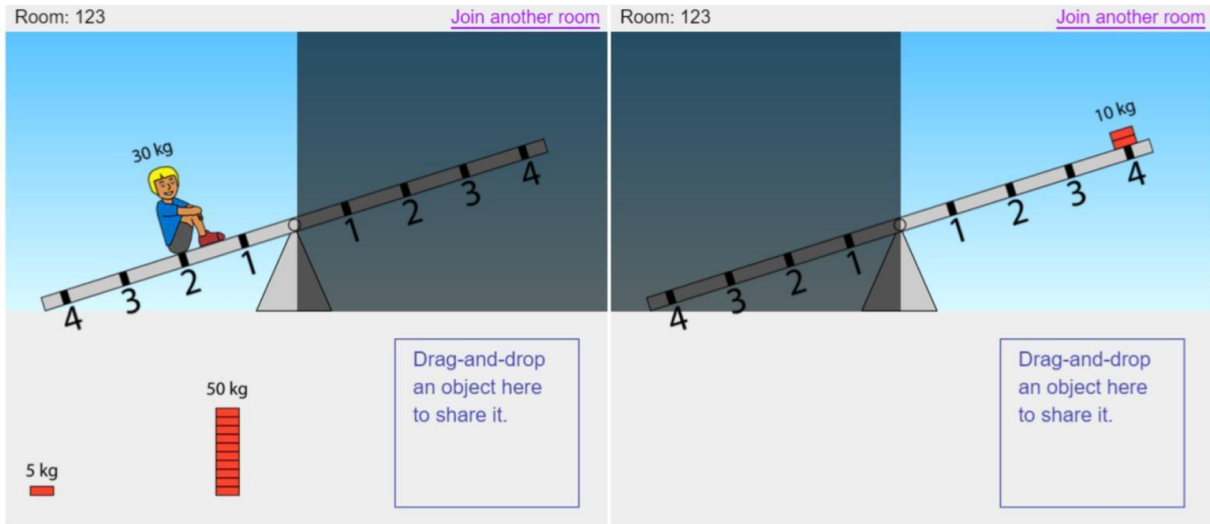 Room: 123
Join another room
30 kg
4
3
2
1
1
2
3
4
50 kg
5 kg
Drag-and-drop
an object here
to share it.
Room: 123
Join another room
10 kg
4
3
2
1
1
2
3
4
Drag-and-drop
an object here
to share it.